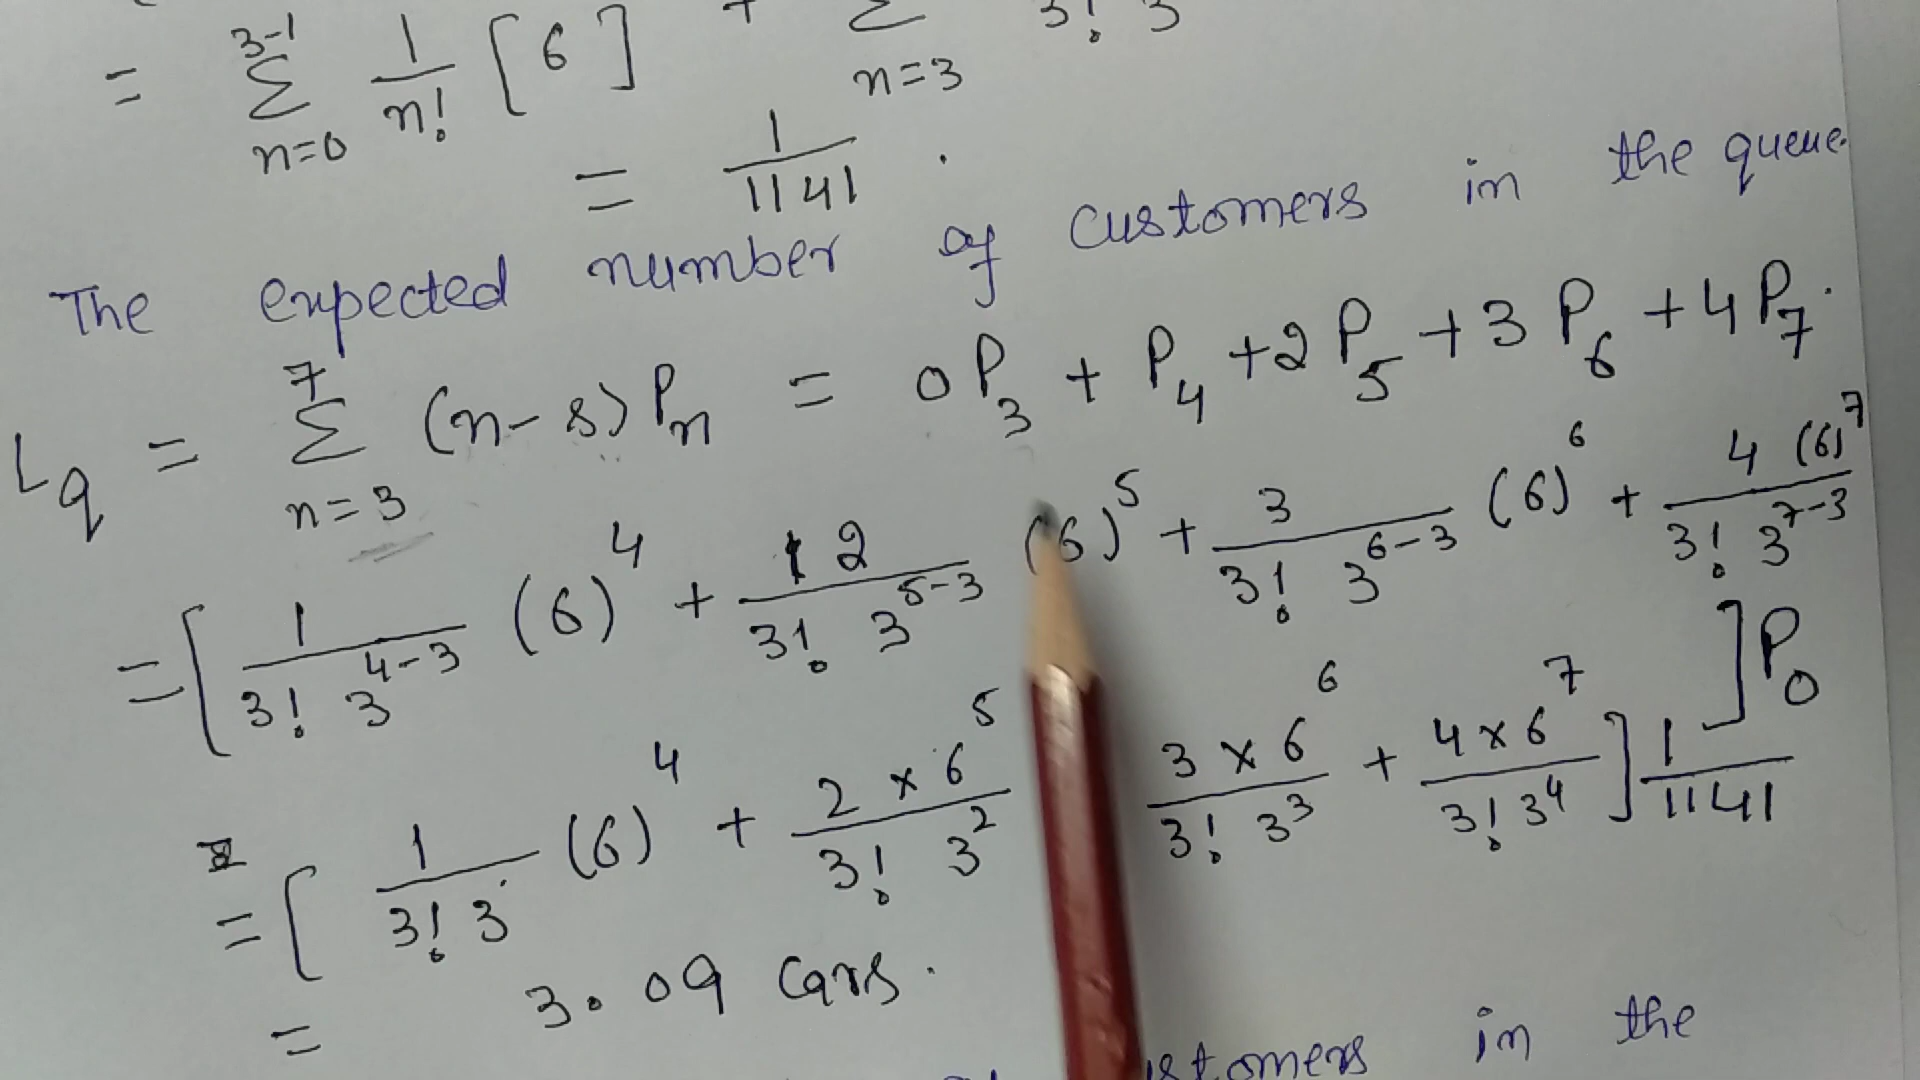 = 3-1 Σ n=0 1/n! [6] + Σ n=3 3! 3
= 1/1141 .
The expected number of customers in the queue.
Lq = 7 Σ n=3 (n-s) Pn = 0P3 + P4 + 2P5 + 3P6 + 4P7.
= [ 1/(3! 3^(4-3)) (6)^4 + 2/(3! 3^(5-3)) (6)^5 + 3/(3! 3^(6-3)) (6)^6 + 4 (6)^7/(3! 3^(7-3)) ] P0
= [ 1/(3! 3) (6)^4 + 2×6^5/(3! 3^2) 3×6^6/(3! 3^3) + 4×6^7/(3! 3^4) ] 1/1141
= 3.09 cars.
in the